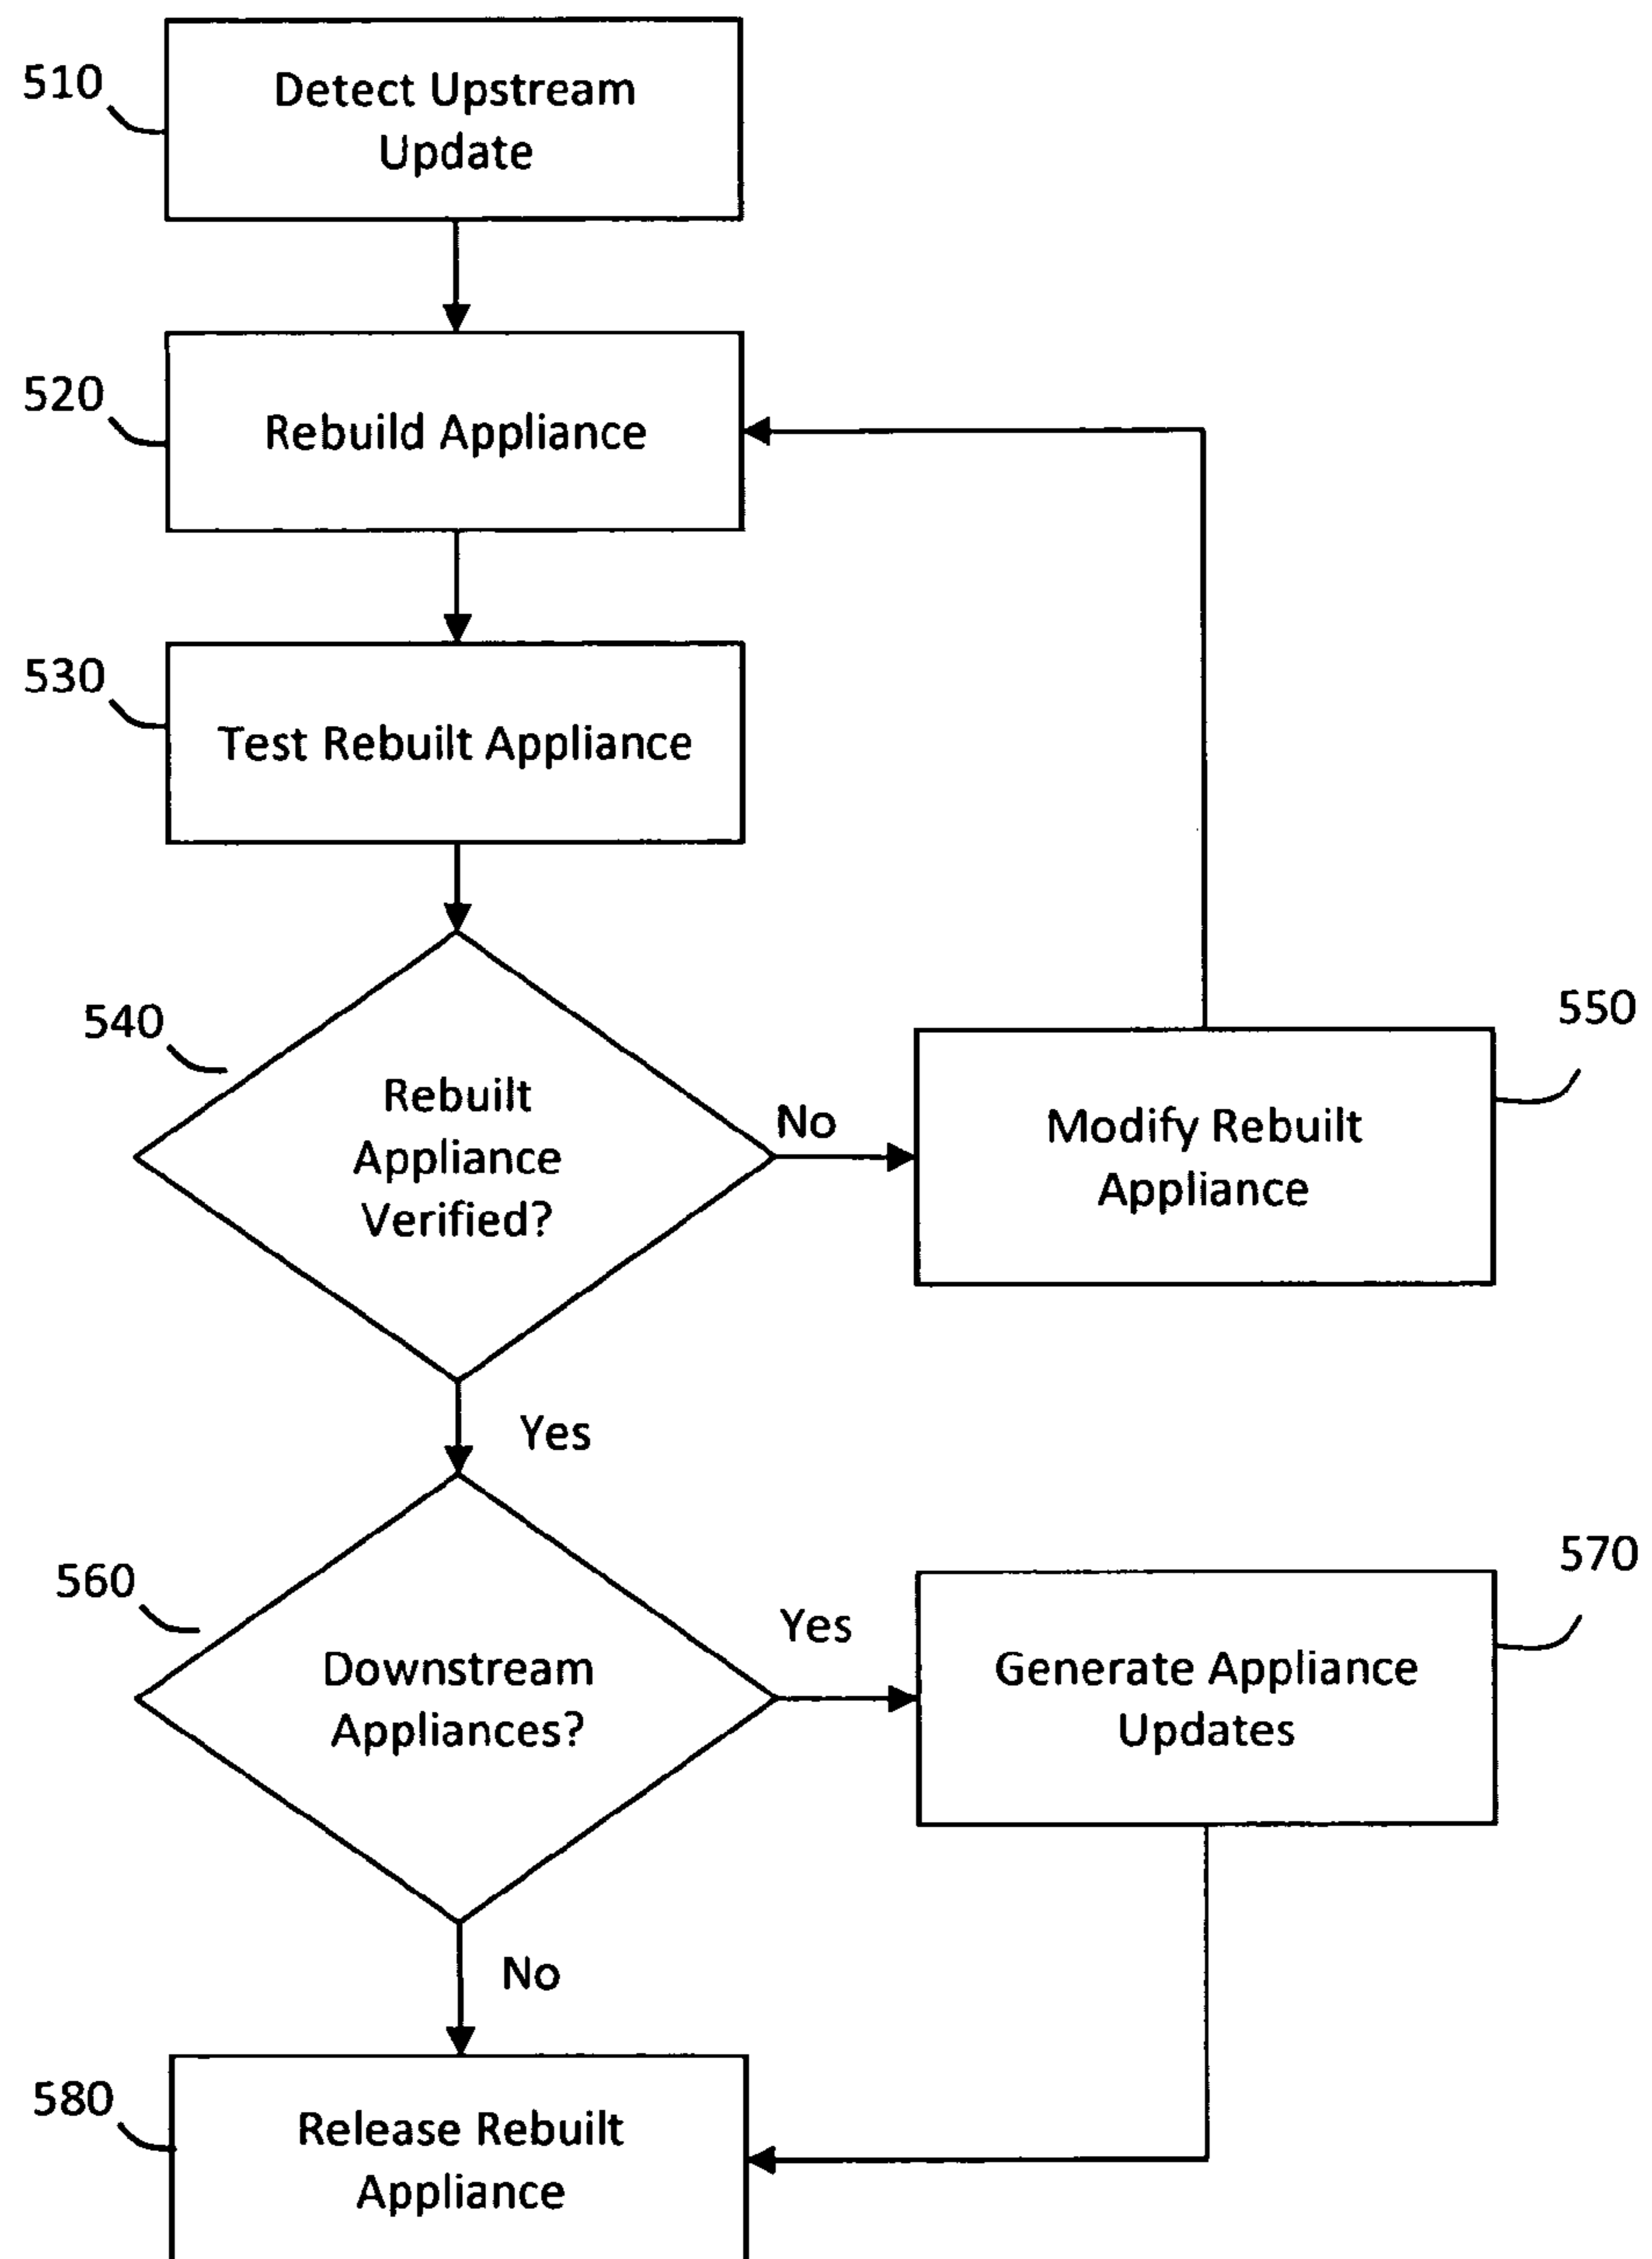 510
Detect Upstream
Update
520
Rebuild Appliance
530
Test Rebuilt Appliance
540
Rebuilt
Appliance
Verified?
No
550
Modify Rebuilt
Appliance
Yes
560
Downstream
Appliances?
Yes
570
Generate Appliance
Updates
No
580
Release Rebuilt
Appliance